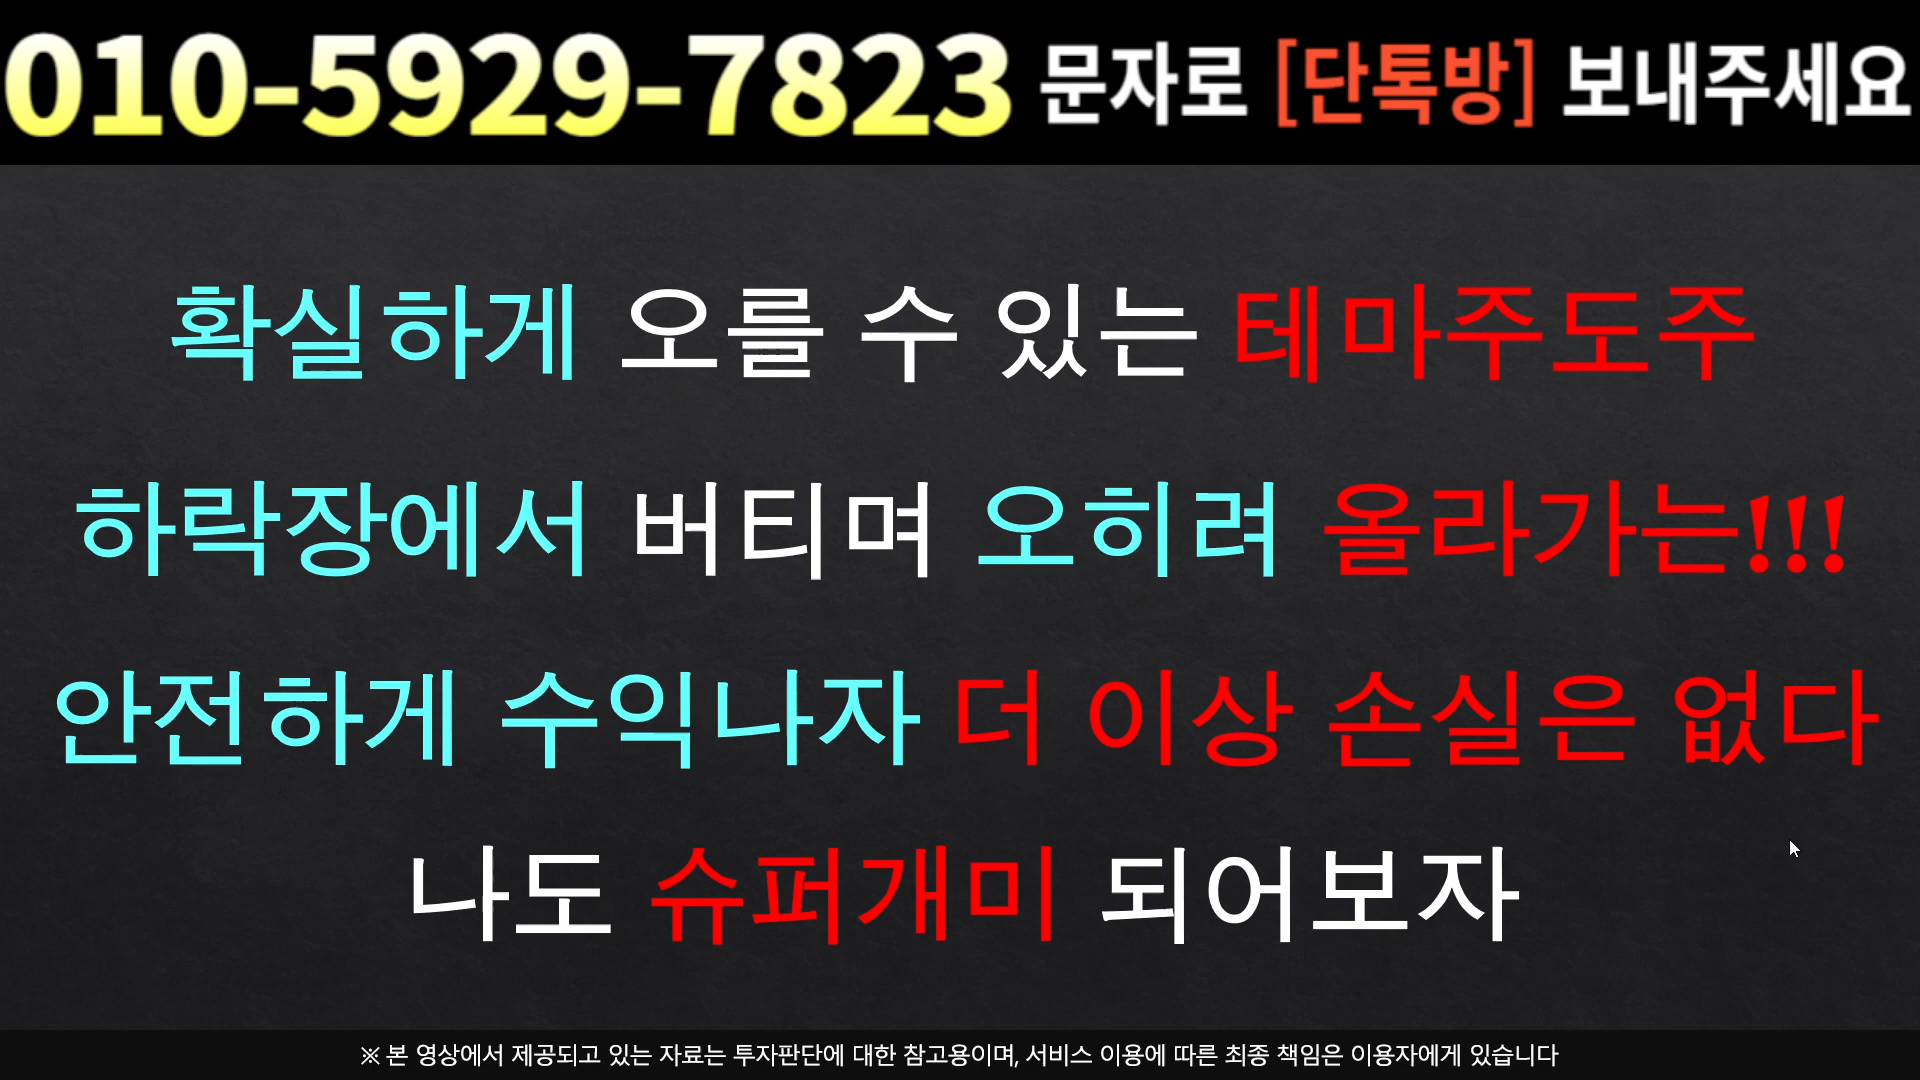 010-5929-7823 문자로 [단톡방] 보내주세요
확실하게 오를 수 있는 테마주도주
하락장에서 버티며 오히려 올라가는!!!
안전하게 수익나자 더 이상 손실은 없다
나도 슈퍼개미 되어보자
※ 본 영상에서 제공되고 있는 자료는 투자판단에 대한 참고용이며, 서비스 이용에 따른 최종 책임은 이용자에게 있습니다